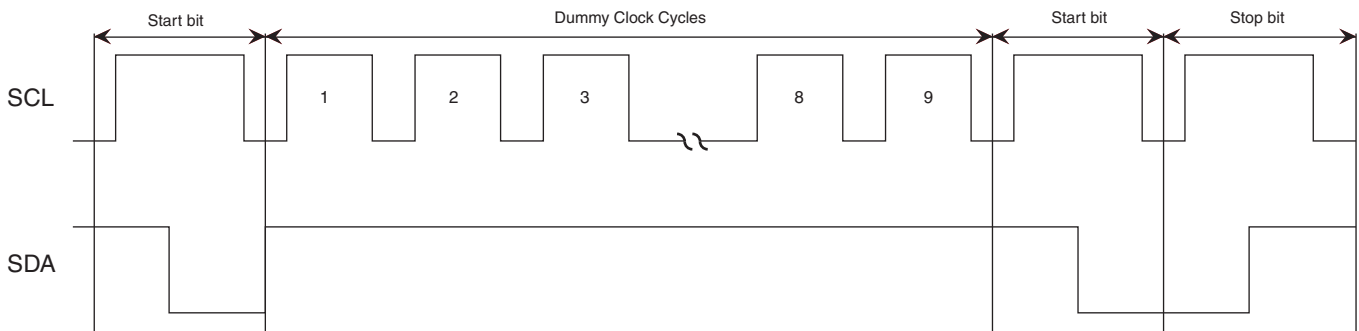 Start bit Dummy Clock Cycles Start bit Stop bit
SCL 1 2 3 8 9
SDA